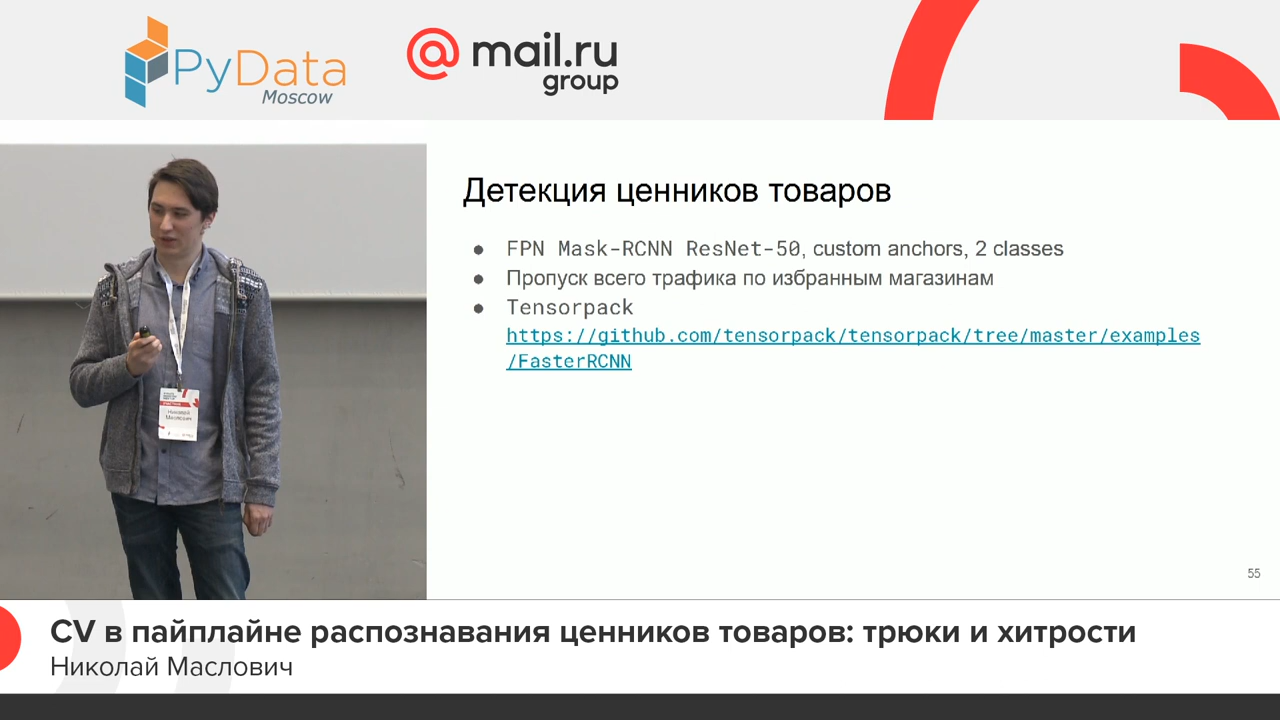 PyData
Moscow
@mail.ru
group
Детекция ценников товаров
● FPN Mask-RCNN ResNet-50, custom anchors, 2 classes
● Пропуск всего трафика по избранным магазинам
● Tensorpack
https://github.com/tensorpack/tensorpack/tree/master/examples
/FasterRCNN
Николай
Маслович
55
CV в пайплайне распознавания ценников товаров: трюки и хитрости
Николай Маслович